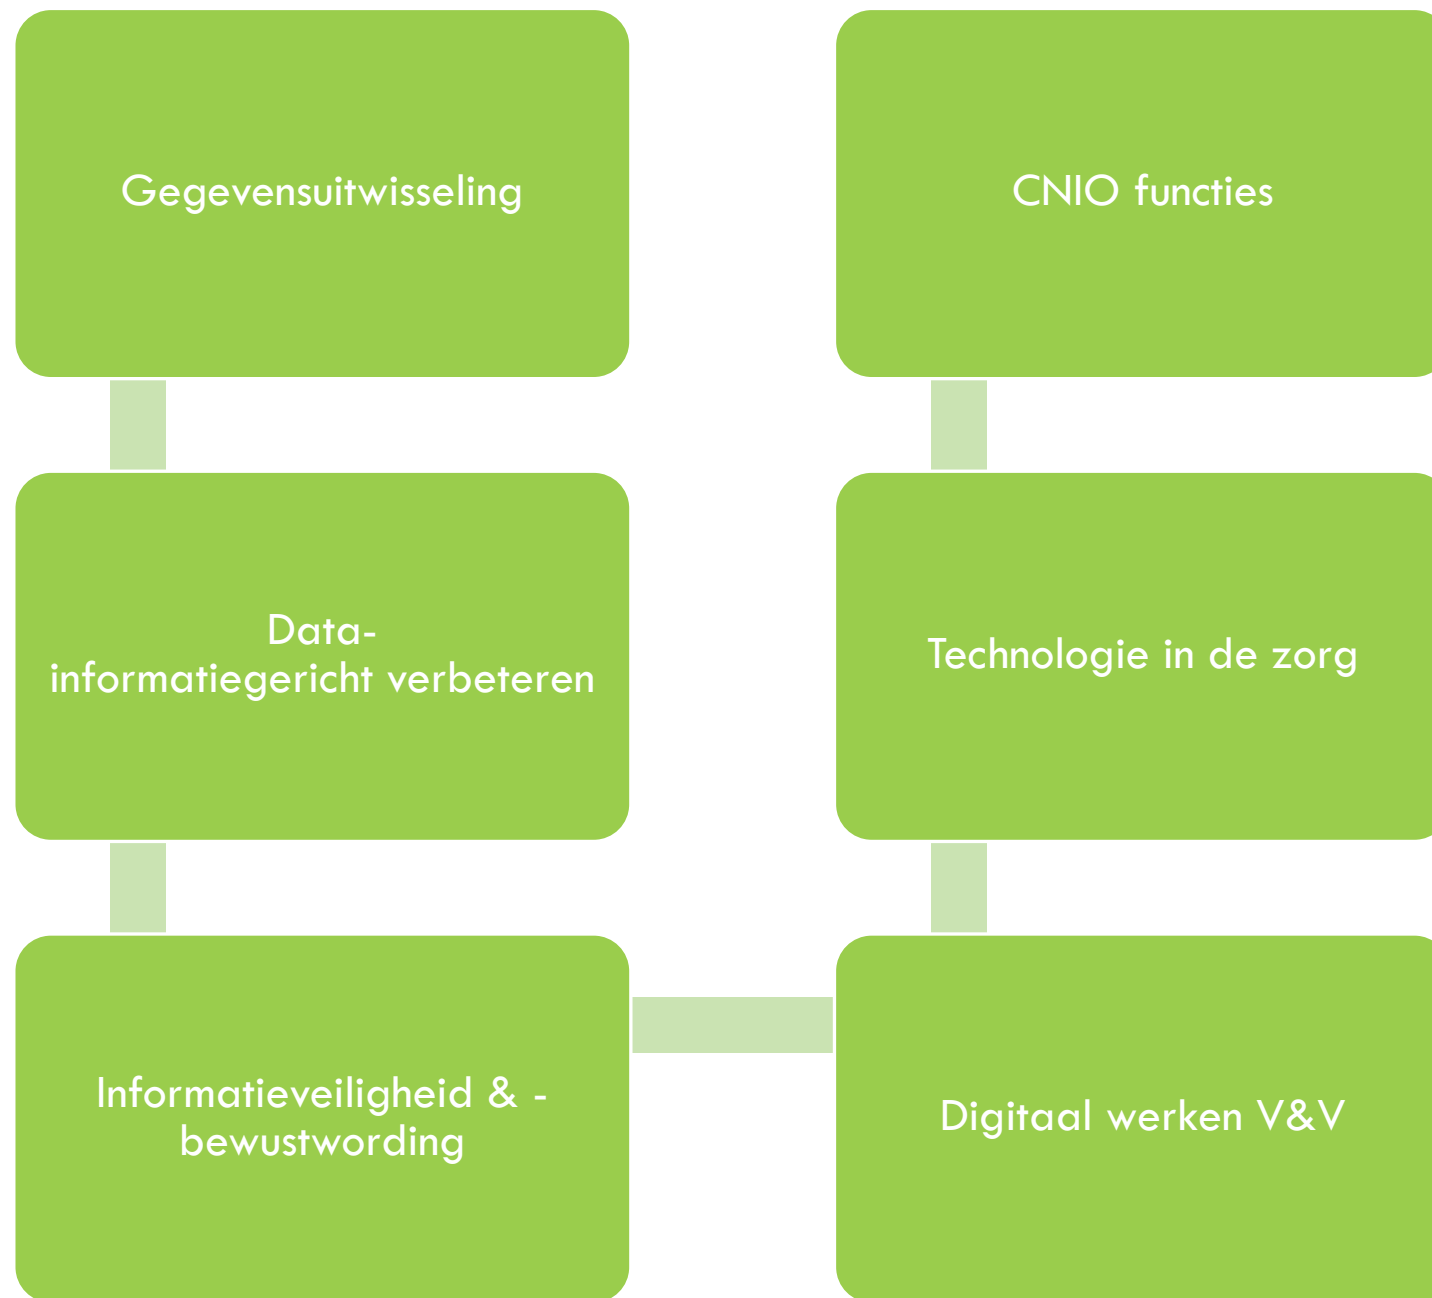 Gegevensuitwisseling
Data-
informatiegericht verbeteren
Informatieveiligheid & -
bewustwording
Digitaal werken V&V
Technologie in de zorg
CNIO functies